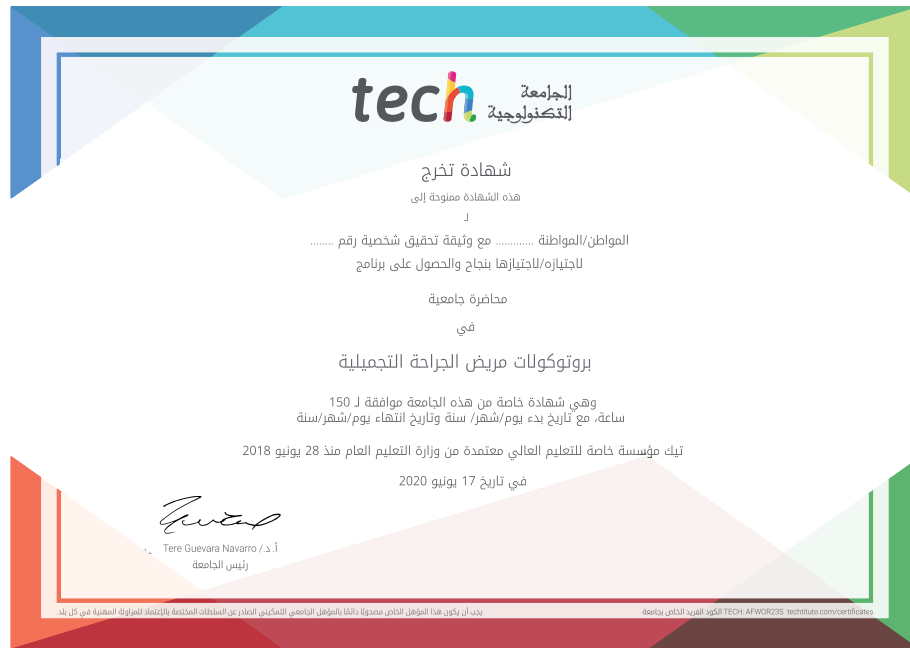 tech الجامعة
التكنولوجية
شهادة تخرج
هذه الشهادة ممنوحة إلى
لـ
المواطن/المواطنة ............ مع وثيقة تحقيق شخصية رقم ........
لاجتيازه/لاجتيازها بنجاح والحصول على برنامج
محاضرة جامعية
في
بروتوكولات مريض الجراحة التجميلية
وهي شهادة خاصة من هذه الجامعة موافقة لـ 150
ساعة، مع تاريخ بدء يوم/شهر/ سنة وتاريخ انتهاء يوم/شهر/سنة
تيك مؤسسة خاصة للتعليم العالي معتمدة من وزارة التعليم العام منذ 28 يونيو 2018
في تاريخ 17 يونيو 2020
أ. د./ Tere Guevara Navarro
رئيس الجامعة
يجب أن يكون هذا المؤهل الخاص مصحوبًا دائمًا بالمؤهل الجامعي التمكيني الصادر عن السلطات المختصة بالإعتماد للمزاولة المهنية في كل بلد.
الكود الفريد الخاص بجامعة TECH: AFWOR23S techtitute.com/certificates